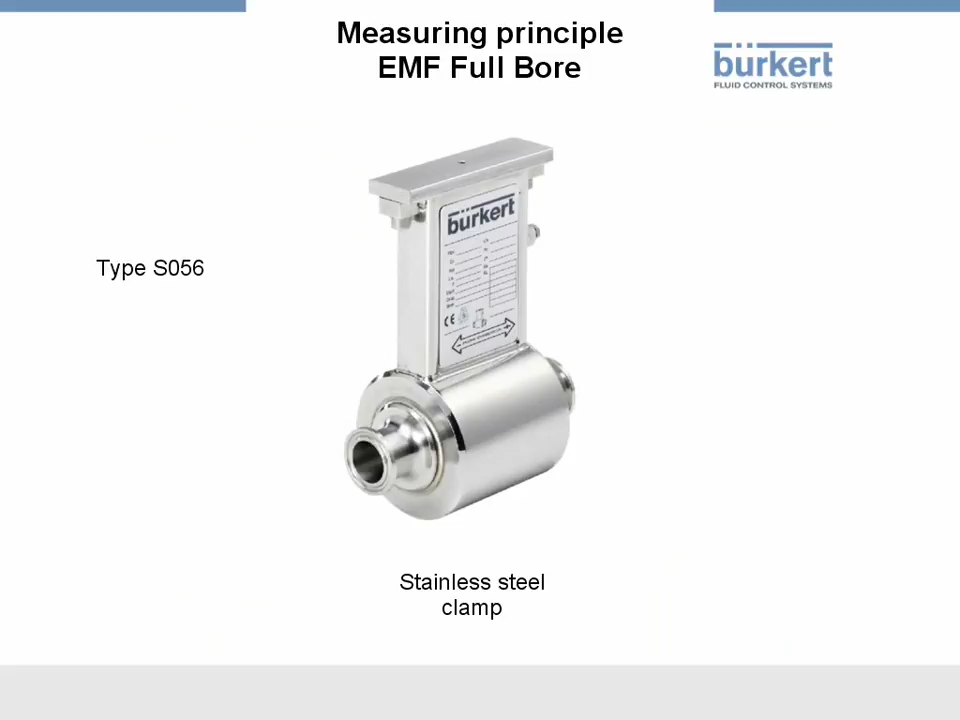 Measuring principle
EMF Full Bore
bürkert
FLUID CONTROL SYSTEMS
bürkert
Type S056
CE
Stainless steel
clamp